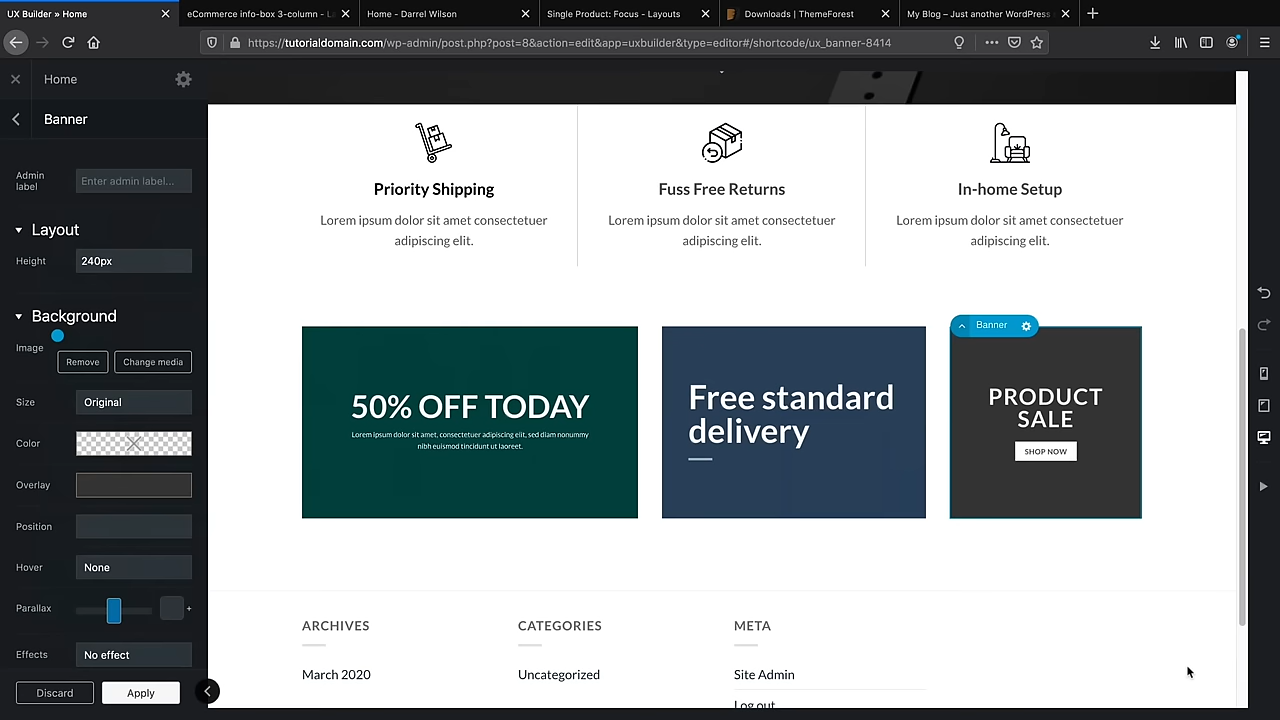 UX Builder » Home
eCommerce info-box 3-column - La
Home - Darrel Wilson
Single Product: Focus - Layouts
Downloads | ThemeForest
My Blog – Just another WordPress
https://tutorialdomain.com/wp-admin/post.php?post=8&action=edit&app=uxbuilder&type=editor#/shortcode/ux_banner-8414
Home
Banner
Admin label
Enter admin label...
Layout
Height
240px
Background
Image
Remove
Change media
Size
Original
Color
Overlay
Position
Hover
None
Parallax
+
Effects
No effect
Discard
Apply
Priority Shipping
Lorem ipsum dolor sit amet consectetuer
adipiscing elit.
Fuss Free Returns
Lorem ipsum dolor sit amet consectetuer
adipiscing elit.
In-home Setup
Lorem ipsum dolor sit amet consectetuer
adipiscing elit.
50% OFF TODAY
Lorem ipsum dolor sit amet, consectetuer adipiscing elit, sed diam nonummy
nibh euismod tincidunt ut laoreet.
Free standard
delivery
Banner
PRODUCT
SALE
SHOP NOW
ARCHIVES
March 2020
CATEGORIES
Uncategorized
META
Site Admin
Log out